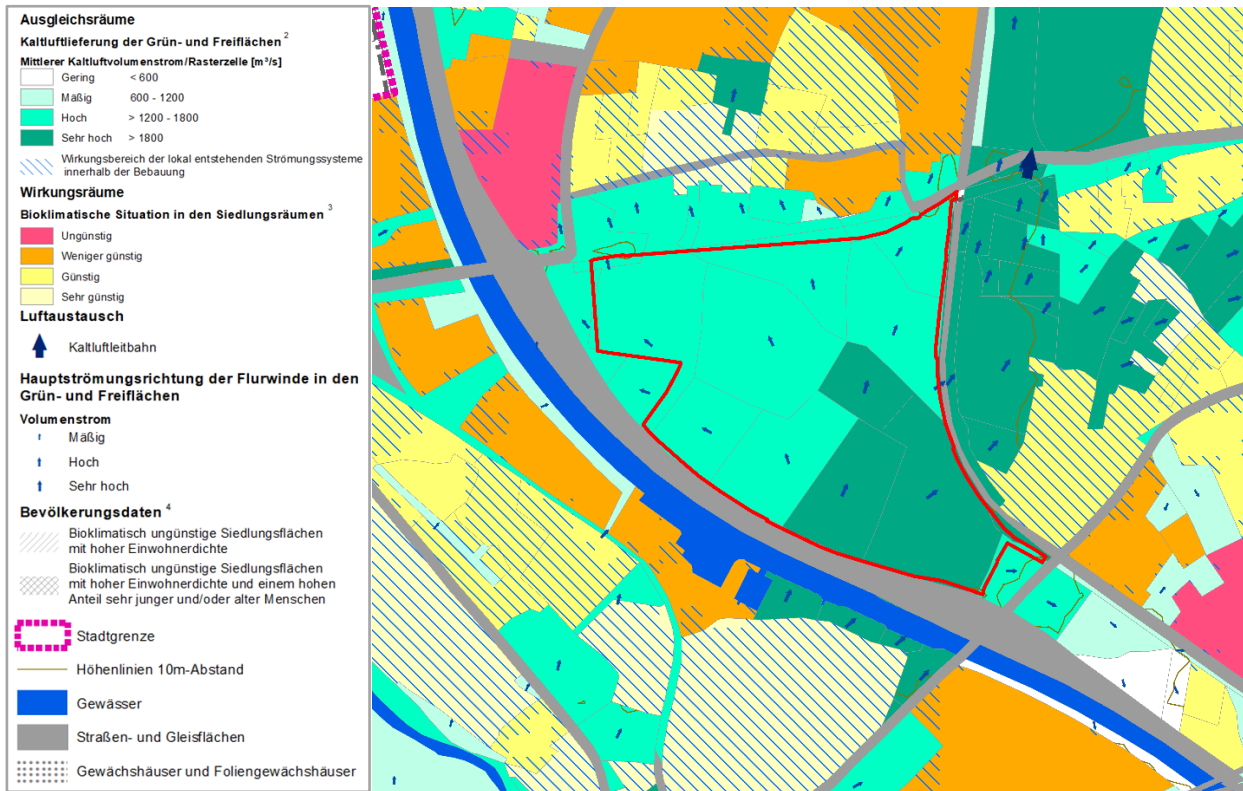 Ausgleichsräume
Kaltluftlieferung der Grün- und Freiflächen 2
Mittlerer Kaltluftvolumenstrom/Rasterzelle [m³/s]
Gering < 600
Mäßig 600 - 1200
Hoch > 1200 - 1800
Sehr hoch > 1800
Wirkungsbereich der lokal entstehenden Strömungssysteme
innerhalb der Bebauung
Wirkungsräume
Bioklimatische Situation in den Siedlungsräumen 3
Ungünstig
Weniger günstig
Günstig
Sehr günstig
Luftaustausch
Kaltluftleitbahn
Hauptströmungsrichtung der Flurwinde in den
Grün- und Freiflächen
Volumenstrom
Mäßig
Hoch
Sehr hoch
Bevölkerungsdaten 4
Bioklimatisch ungünstige Siedlungsflächen
mit hoher Einwohnerdichte
Bioklimatisch ungünstige Siedlungsflächen
mit hoher Einwohnerdichte und einem hohen
Anteil sehr junger und/oder alter Menschen
Stadtgrenze
Höhenlinien 10m-Abstand
Gewässer
Straßen- und Gleisflächen
Gewächshäuser und Foliengewächshäuser